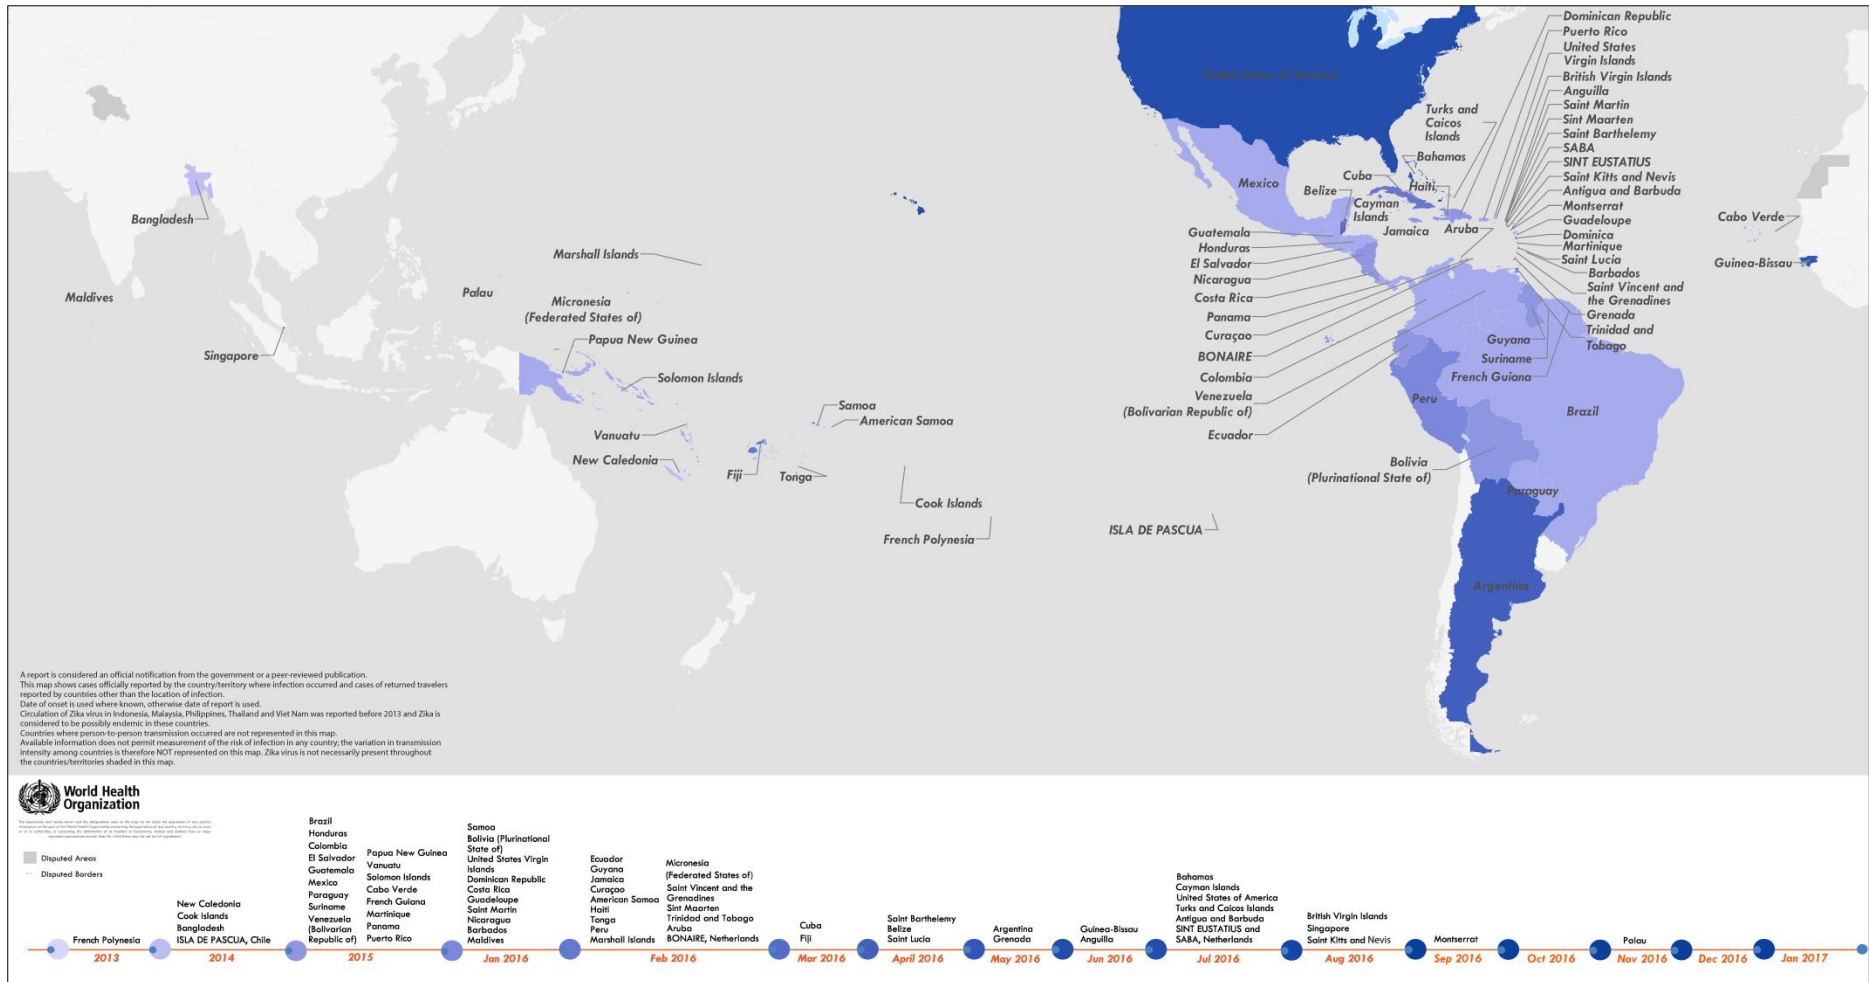 Dominican Republic
Puerto Rico
United States
Virgin Islands
British Virgin Islands
Anguilla
Saint Martin
Sint Maarten
Saint Barthelemy
SABA
SINT EUSTATIUS
Saint Kitts and Nevis
Antigua and Barbuda
Montserrat
Guadeloupe
Dominica
Martinique
Saint Lucia
Barbados
Saint Vincent and
the Grenadines
Grenada
Trinidad and
Tobago
United States of America
Turks and
Caicos
Islands
Bahamas
Cuba
Haiti
Belize
Mexico
Cayman
Islands
Jamaica
Aruba
Guatemala
Honduras
El Salvador
Nicaragua
Costa Rica
Panama
Curaçao
BONAIRE
Colombia
Venezuela
(Bolivarian Republic of)
Ecuador
Guyana
Suriname
French Guiana
Peru
Brazil
Bolivia
(Plurinational State of)
Paraguay
Argentina
Cabo Verde
Guinea-Bissau
Bangladesh
Maldives
Singapore
Marshall Islands
Palau
Micronesia
(Federated States of)
Papua New Guinea
Solomon Islands
Samoa
American Samoa
Vanuatu
New Caledonia
Fiji
Tonga
Cook Islands
French Polynesia
ISLA DE PASCUA
A report is considered an official notification from the government or a peer-reviewed publication.
This map shows cases officially reported by the country/territory where infection occurred and cases of returned travelers
reported by countries other than the location of infection.
Date of onset is used where known, otherwise date of report is used.
Circulation of Zika virus in Indonesia, Malaysia, Philippines, Thailand and Viet Nam was reported before 2013 and Zika is
considered to be possibly endemic in these countries.
Countries where person-to-person transmission occurred are not represented in this map.
Available information does not permit measurement of the risk of infection in any country; the variation in transmission
intensity among countries is therefore NOT represented on this map. Zika virus is not necessarily present throughout
the countries/territories shaded in this map.
World Health
Organization
Disputed Areas
Disputed Borders
French Polynesia
2013
New Caledonia
Cook Islands
Bangladesh
ISLA DE PASCUA, Chile
2014
Brazil
Honduras
Colombia
El Salvador
Guatemala
Mexico
Paraguay
Suriname
Venezuela
(Bolivarian
Republic of)
Papua New Guinea
Vanuatu
Solomon Islands
Cabo Verde
French Guiana
Martinique
Panama
Puerto Rico
2015
Samoa
Bolivia (Plurinational
State of)
United States Virgin
Islands
Dominican Republic
Costa Rica
Guadeloupe
Saint Martin
Nicaragua
Barbados
Maldives
Jan 2016
Ecuador
Guyana
Jamaica
Curaçao
American Samoa
Haiti
Tonga
Peru
Marshall Islands
Micronesia
(Federated States of)
Saint Vincent and the
Grenadines
Sint Maarten
Trinidad and Tobago
Aruba
BONAIRE, Netherlands
Feb 2016
Cuba
Fiji
Mar 2016
Saint Barthelemy
Belize
Saint Lucia
April 2016
Argentina
Grenada
May 2016
Guinea-Bissau
Anguilla
Jun 2016
Bahamas
Cayman Islands
United States of America
Turks and Caicos Islands
Antigua and Barbuda
SINT EUSTATIUS and
SABA, Netherlands
Jul 2016
British Virgin Islands
Singapore
Saint Kitts and Nevis
Aug 2016
Montserrat
Sep 2016
Oct 2016
Palau
Nov 2016
Dec 2016
Jan 2017